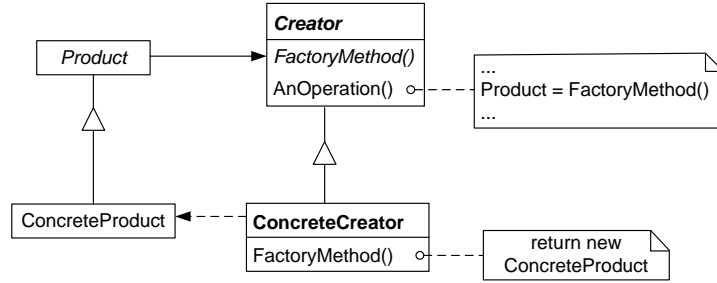 Creator
FactoryMethod()
AnOperation()
Product
...
Product = FactoryMethod()
...
ConcreteProduct
ConcreteCreator
FactoryMethod()
return new
ConcreteProduct